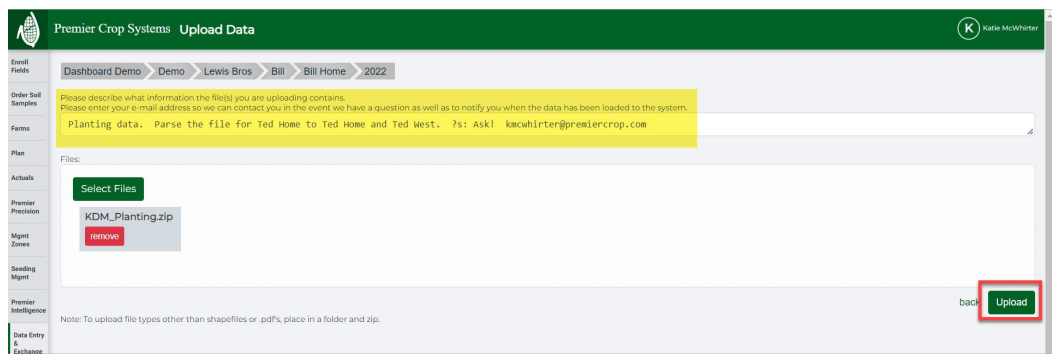 Premier Crop Systems Upload Data
K Katie McWhirter
Enroll
Fields
Order Soil
Samples
Farms
Plan
Actuals
Premier
Precision
Mgmt
Zones
Seeding
Mgmt
Premier
Intelligence
Data Entry
&
Exchange
Dashboard Demo Demo Lewis Bros Bill Bill Home 2022
Please describe what information the file(s) you are uploading contains.
Please enter your e-mail address so we can contact you in the event we have a question as well as to notify you when the data has been loaded to the system.
Planting data. Parse the file for Ted Home to Ted Home and Ted West. ?s: Ask! kmcwhirter@premiercrop.com
Files:
Select Files
KDM_Planting.zip
remove
back Upload
Note: To upload file types other than shapefiles or .pdf's, place in a folder and zip.